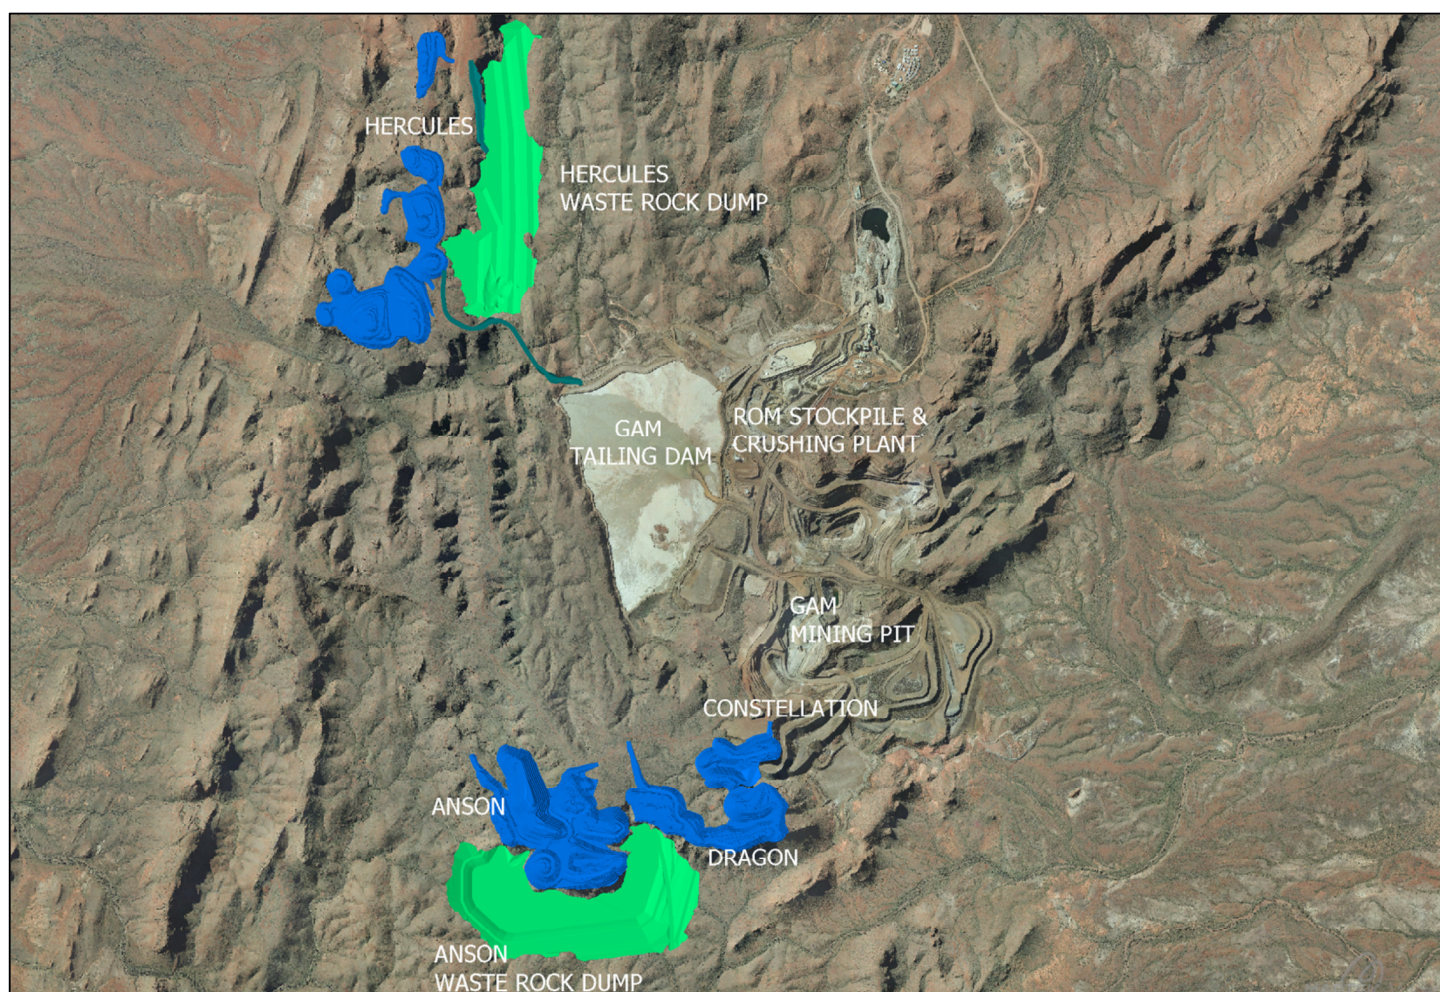 HERCULES
HERCULES
WASTE ROCK DUMP
GAM
TAILING DAM
ROM STOCKPILE &
CRUSHING PLANT
GAM
MINING PIT
CONSTELLATION
ANSON
DRAGON
ANSON
WASTE ROCK DUMP